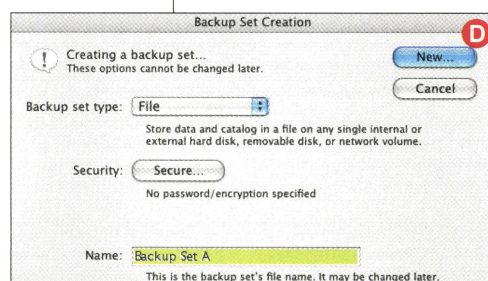 Backup Set Creation
D
Creating a backup set...
These options cannot be changed later.
New...
Cancel
Backup set type: File
Store data and catalog in a file on any single internal or
external hard disk, removable disk, or network volume.
Security: Secure...
No password/encryption specified
Name: Backup Set A
This is the backup set's file name. It may be changed later.